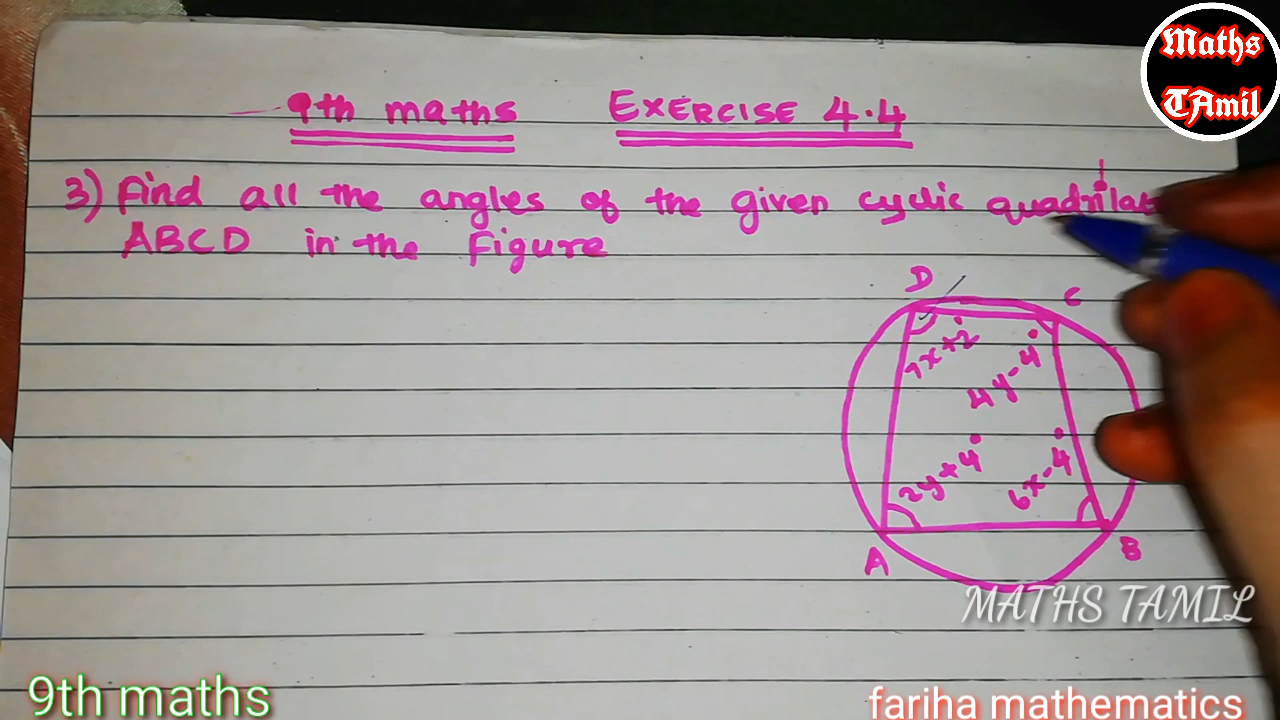 Maths
TAmil
9th maths EXERCISE 4.4
3) Find all the angles of the given cyclic quadrilat
ABCD in the Figure
D
C
7x+2°
4y-4°
2y+4°
6x-4°
A
B
MATHS TAMIL
9th maths
fariha mathematics